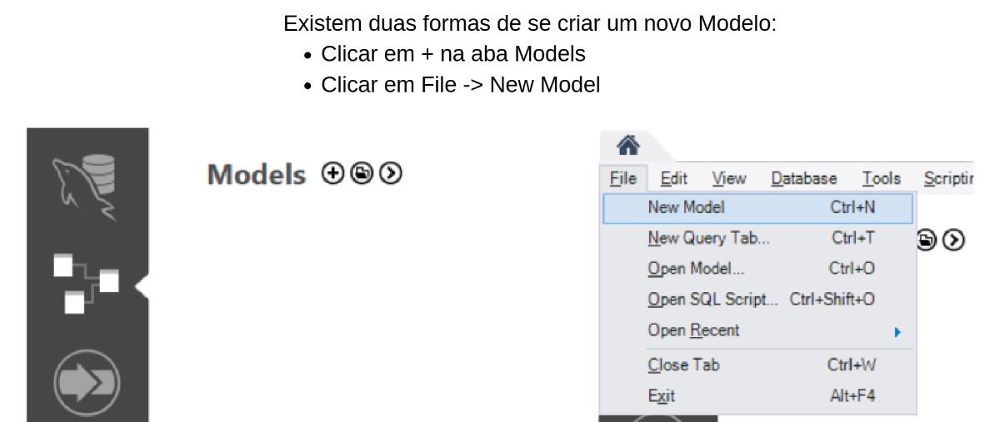 Existem duas formas de se criar um novo Modelo:
• Clicar em + na aba Models
• Clicar em File -> New Model
Models
File Edit View Database Tools Scriptin
New Model Ctrl+N
New Query Tab... Ctrl+T
Open Model... Ctrl+O
Open SQL Script... Ctrl+Shift+O
Open Recent
Close Tab Ctrl+W
Exit Alt+F4